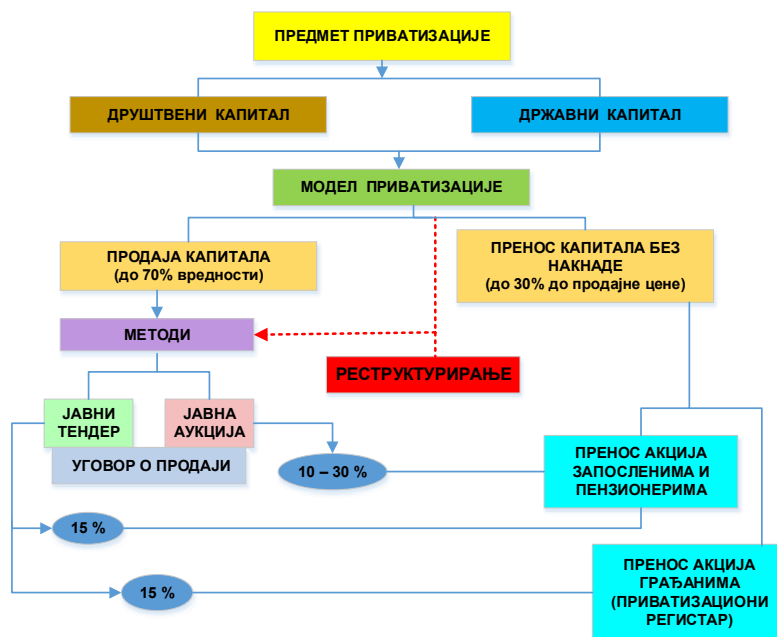 ПРЕДМЕТ ПРИВАТИЗАЦИЈЕ
ДРУШТВЕНИ КАПИТАЛ
ДРЖАВНИ КАПИТАЛ
МОДЕЛ ПРИВАТИЗАЦИЈЕ
ПРОДАЈА КАПИТАЛА
(до 70% вредности)
ПРЕНОС КАПИТАЛА БЕЗ
НАКНАДЕ
(до 30% до продајне цене)
МЕТОДИ
РЕСТРУКТУРИРАЊЕ
ЈАВНИ
ТЕНДЕР
ЈАВНА
АУКЦИЈА
УГОВОР О ПРОДАЈИ
10 – 30 %
ПРЕНОС АКЦИЈА
ЗАПОСЛЕНИМА И
ПЕНЗИОНЕРИМА
15 %
15 %
ПРЕНОС АКЦИЈА
ГРАЂАНИМА
(ПРИВАТИЗАЦИОНИ
РЕГИСТАР)